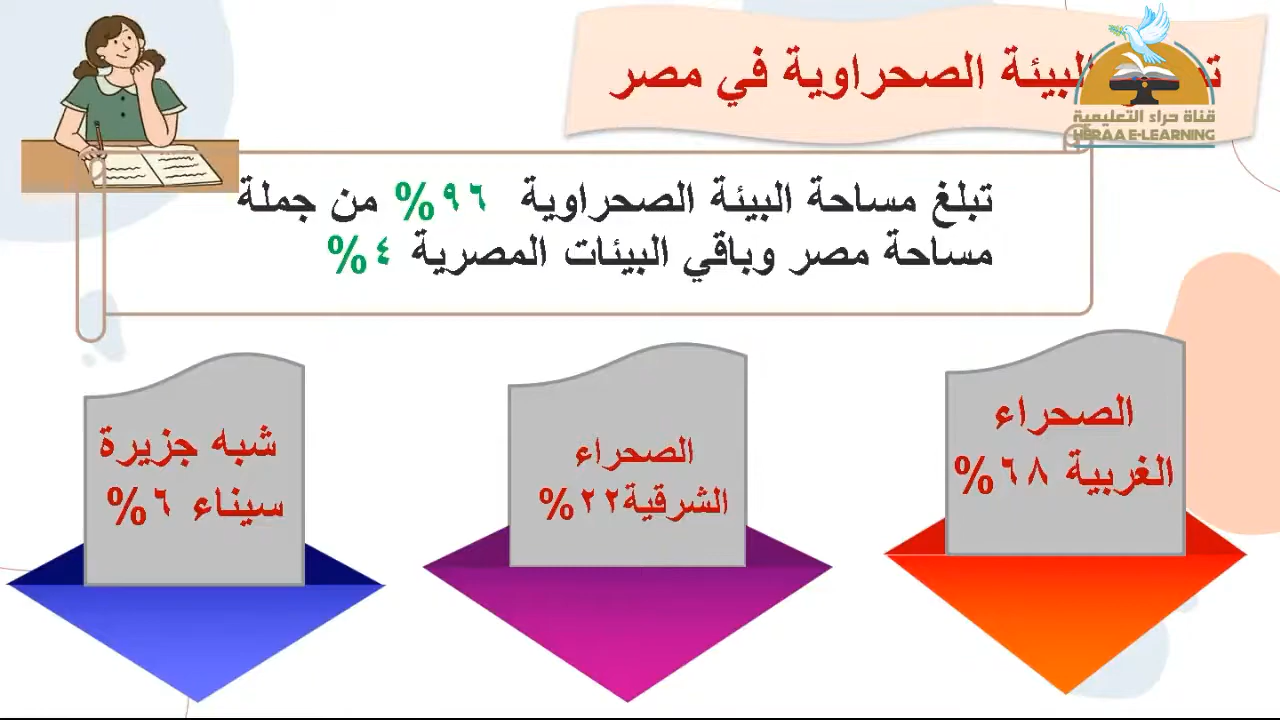 البيئة الصحراوية في مصر
قناة حراء التعليمية
HERAA E-LEARNING
تبلغ مساحة البيئة الصحراوية ٩٦% من جملة
مساحة مصر وباقي البيئات المصرية ٤%
الصحراء
الغربية ٦٨%
الصحراء
الشرقية٢٢%
شبه جزيرة
سيناء ٦%